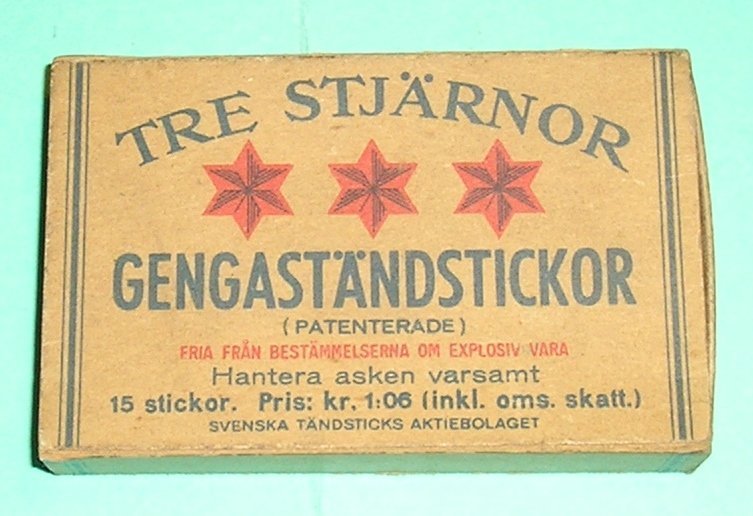 TRE STJÄRNOR
GENGASTÄNDSTICKOR
(PATENTERADE)
FRIA FRÅN BESTÄMMELSERNA OM EXPLOSIV VARA
Hantera asken varsamt
15 stickor. Pris: kr. 1:06 (inkl. oms. skatt.)
SVENSKA TÄNDSTICKS AKTIEBOLAGET